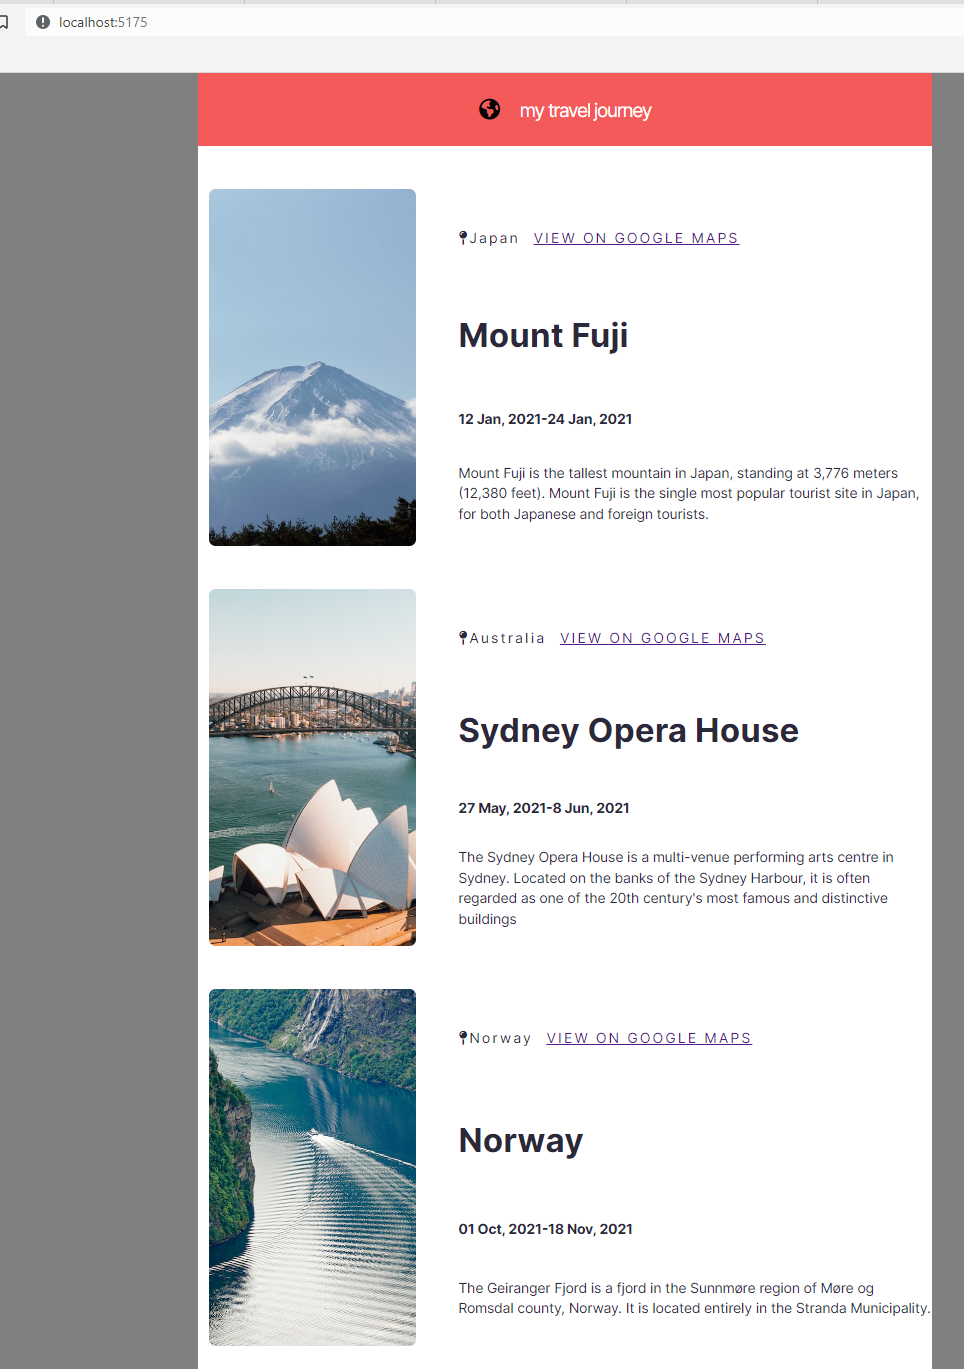 localhost:5175
my travel journey
Japan VIEW ON GOOGLE MAPS
Mount Fuji
12 Jan, 2021-24 Jan, 2021
Mount Fuji is the tallest mountain in Japan, standing at 3,776 meters
(12,380 feet). Mount Fuji is the single most popular tourist site in Japan,
for both Japanese and foreign tourists.
Australia VIEW ON GOOGLE MAPS
Sydney Opera House
27 May, 2021-8 Jun, 2021
The Sydney Opera House is a multi-venue performing arts centre in
Sydney. Located on the banks of the Sydney Harbour, it is often
regarded as one of the 20th century's most famous and distinctive
buildings
Norway VIEW ON GOOGLE MAPS
Norway
01 Oct, 2021-18 Nov, 2021
The Geiranger Fjord is a fjord in the Sunnmøre region of Møre og
Romsdal county, Norway. It is located entirely in the Stranda Municipality.